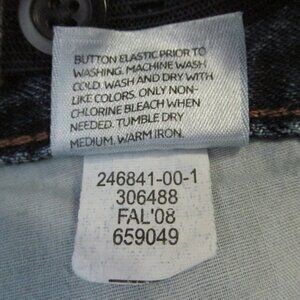 BUTTON ELASTIC PRIOR TO
WASHING. MACHINE WASH
COLD. WASH AND DRY WITH
LIKE COLORS. ONLY NON-
CHLORINE BLEACH WHEN
NEEDED. TUMBLE DRY
MEDIUM. WARM IRON.
246841-00-1
306488
FAL'08
659049